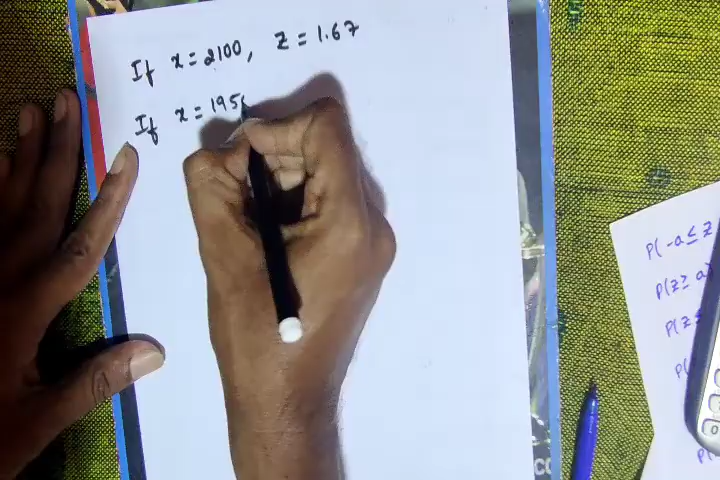 If x = 2100, z = 1.67
If x = 195
P(-a ≤ z
P(z ≥ a)
P(z ≤
P(
P(